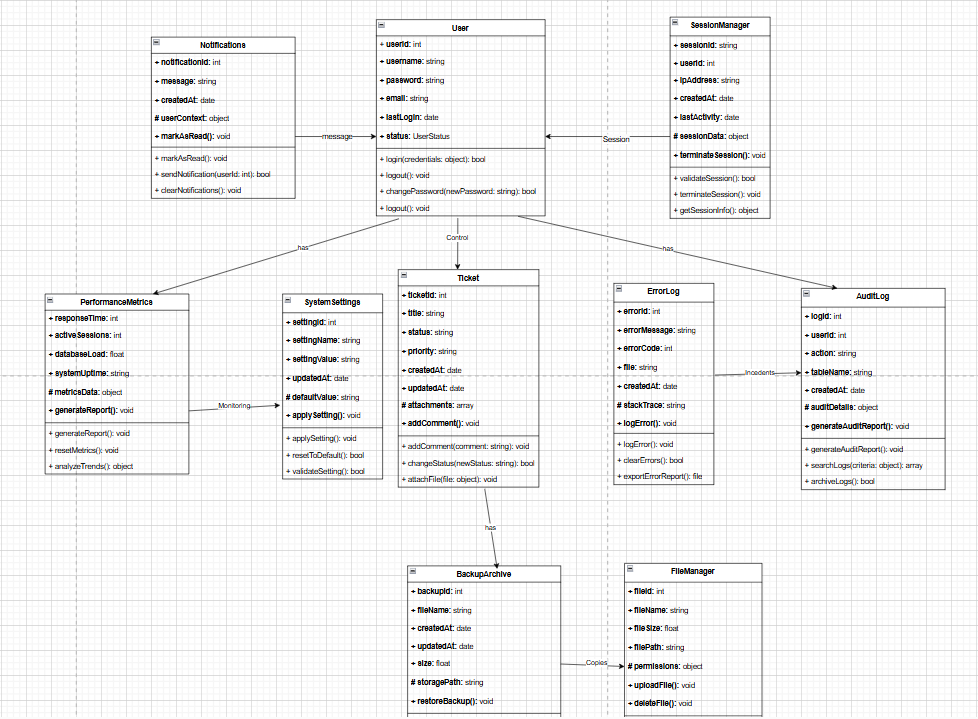 Notifications
+ notificationId: int
+ message: string
+ createdAt: date
# userContext: object
+ markAsRead(): void
+ markAsRead(): void
+ sendNotification(userId: int): bool
+ clearNotifications(): void
message
User
+ userId: int
+ username: string
+ password: string
+ email: string
+ lastLogin: date
+ status: UserStatus
+ login(credentials: object): bool
+ logout(): void
+ changePassword(newPassword: string): bool
+ logout(): void
Session
SessionManager
+ sessionId: string
+ userId: int
+ ipAddress: string
+ createdAt: date
+ lastActivity: date
# sessionData: object
+ terminateSession(): void
+ validateSession(): bool
+ terminateSession(): void
+ getSessionInfo(): object
has
Control
has
PerformanceMetrics
+ responseTime: int
+ activeSessions: int
+ databaseLoad: float
+ systemUptime: string
# metricsData: object
+ generateReport(): void
+ generateReport(): void
+ resetMetrics(): void
+ analyzeTrends(): object
Monitoring
SystemSettings
+ settingId: int
+ settingName: string
+ settingValue: string
+ updatedAt: date
# defaultValue: string
+ applySetting(): void
+ applySetting(): void
+ resetToDefault(): bool
+ validateSetting(): bool
Ticket
+ ticketId: int
+ title: string
+ status: string
+ priority: string
+ createdAt: date
+ updatedAt: date
# attachments: array
+ addComment(): void
+ addComment(comment: string): void
+ changeStatus(newStatus: string): bool
+ attachFile(file: object): void
ErrorLog
+ errorId: int
+ errorMessage: string
+ errorCode: int
+ file: string
+ createdAt: date
# stackTrace: string
+ logError(): void
+ logError(): void
+ clearErrors(): bool
+ exportErrorReport(): file
Incedents
AuditLog
+ logId: int
+ userId: int
+ action: string
+ tableName: string
+ createdAt: date
# auditDetails: object
+ generateAuditReport(): void
+ generateAuditReport(): void
+ searchLogs(criteria: object): array
+ archiveLogs(): bool
has
BackupArchive
+ backupId: int
+ fileName: string
+ createdAt: date
+ updatedAt: date
+ size: float
# storagePath: string
+ restoreBackup(): void
Copies
FileManager
+ fileId: int
+ fileName: string
+ fileSize: float
+ filePath: string
# permissions: object
+ uploadFile(): void
+ deleteFile(): void